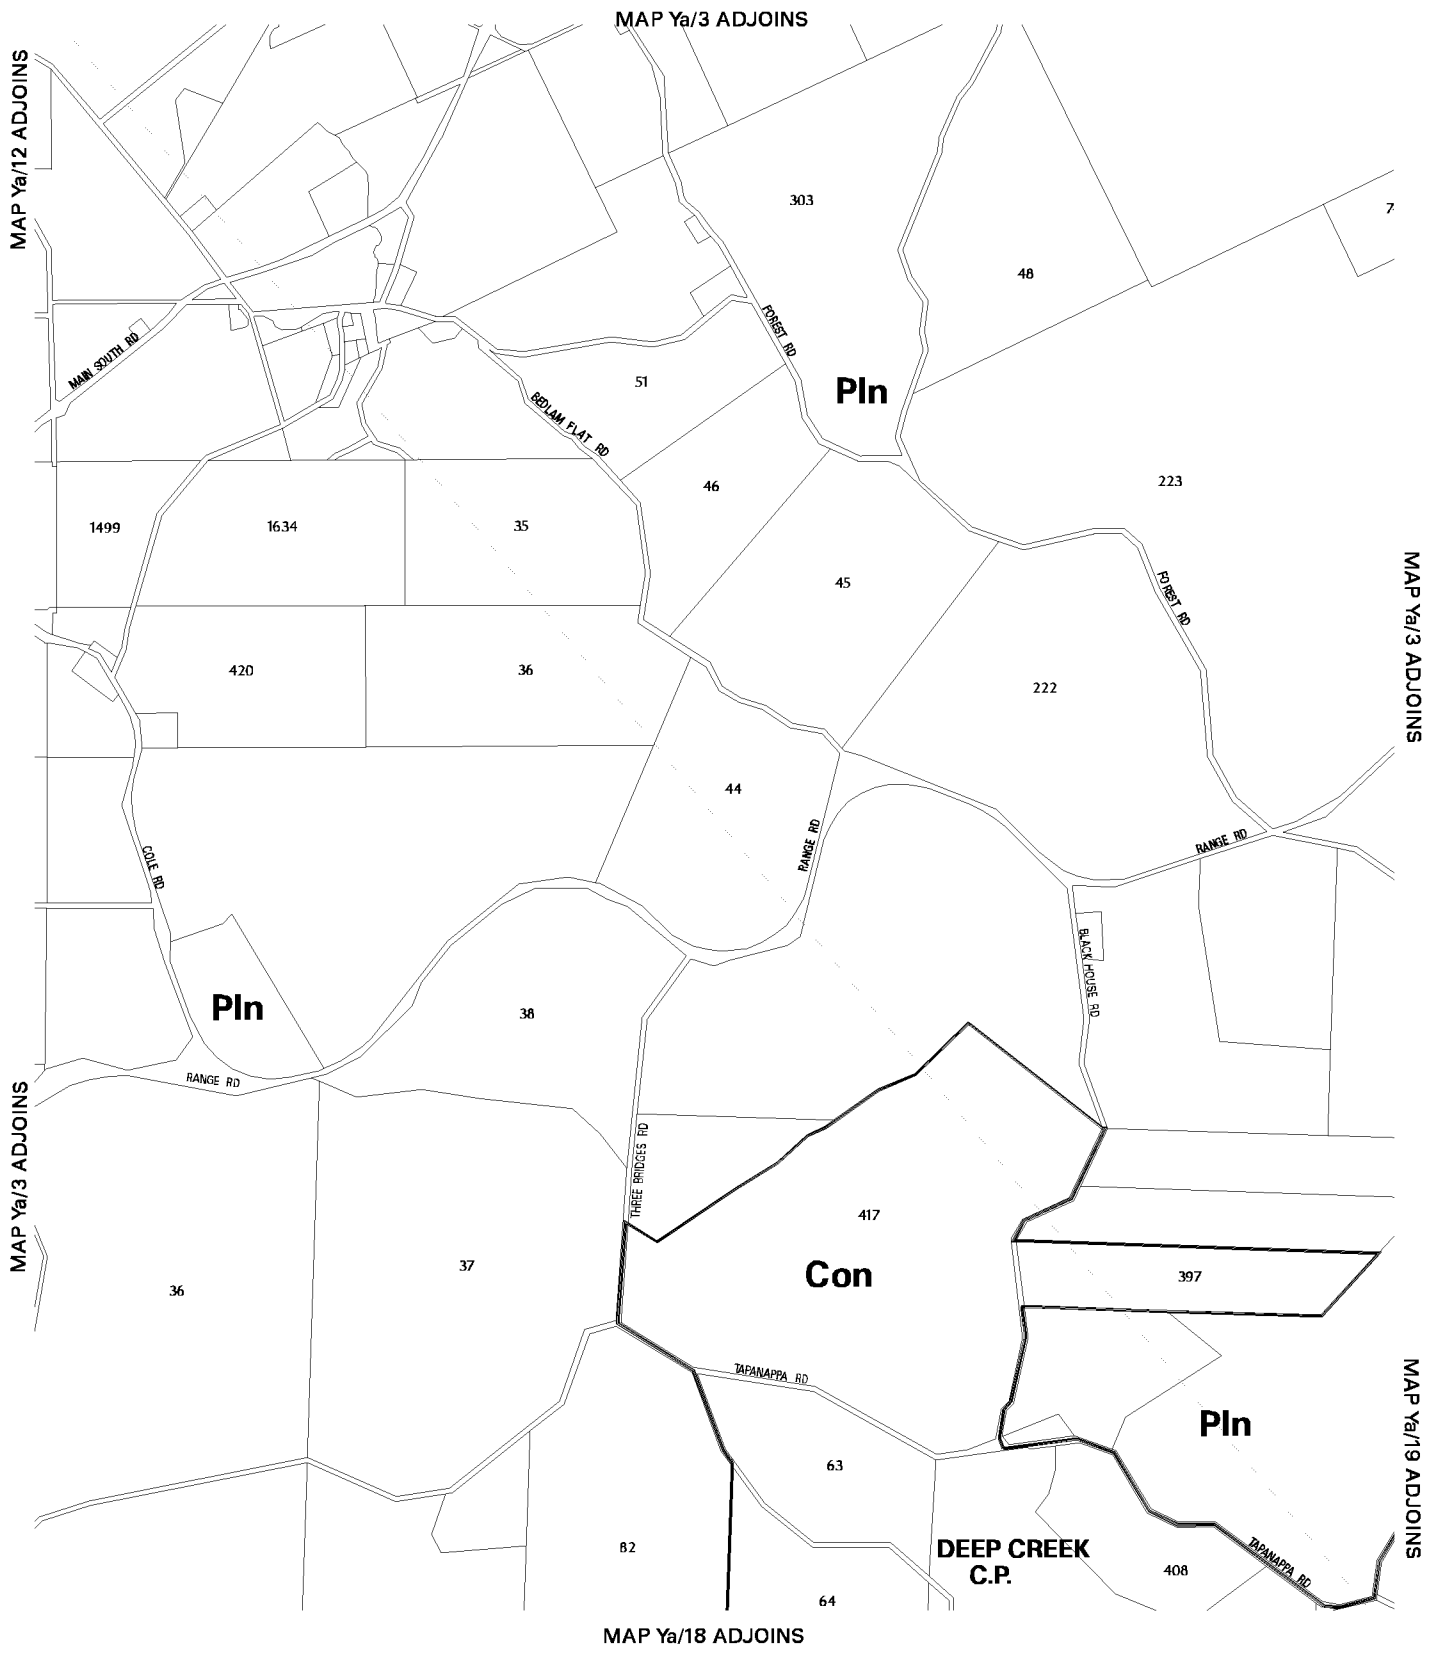 MAP Ya/3 ADJOINS
MAP Ya/12 ADJOINS
303
48
MAIN SOUTH RD
FOREST RD
51
Pln
BEDLAM FLAT RD
46
223
1499
1634
35
45
FOREST RD
MAP Ya/3 ADJOINS
420
36
222
44
RANGE RD
RANGE RD
COLE RD
BLACK HOUSE RD
Pln
38
RANGE RD
MAP Ya/3 ADJOINS
THREE BRIDGES RD
417
37
Con
397
36
TAPANAPPA RD
Pln
MAP Ya/19 ADJOINS
63
82
DEEP CREEK
C.P.
408
TAPANAPPA RD
64
MAP Ya/18 ADJOINS